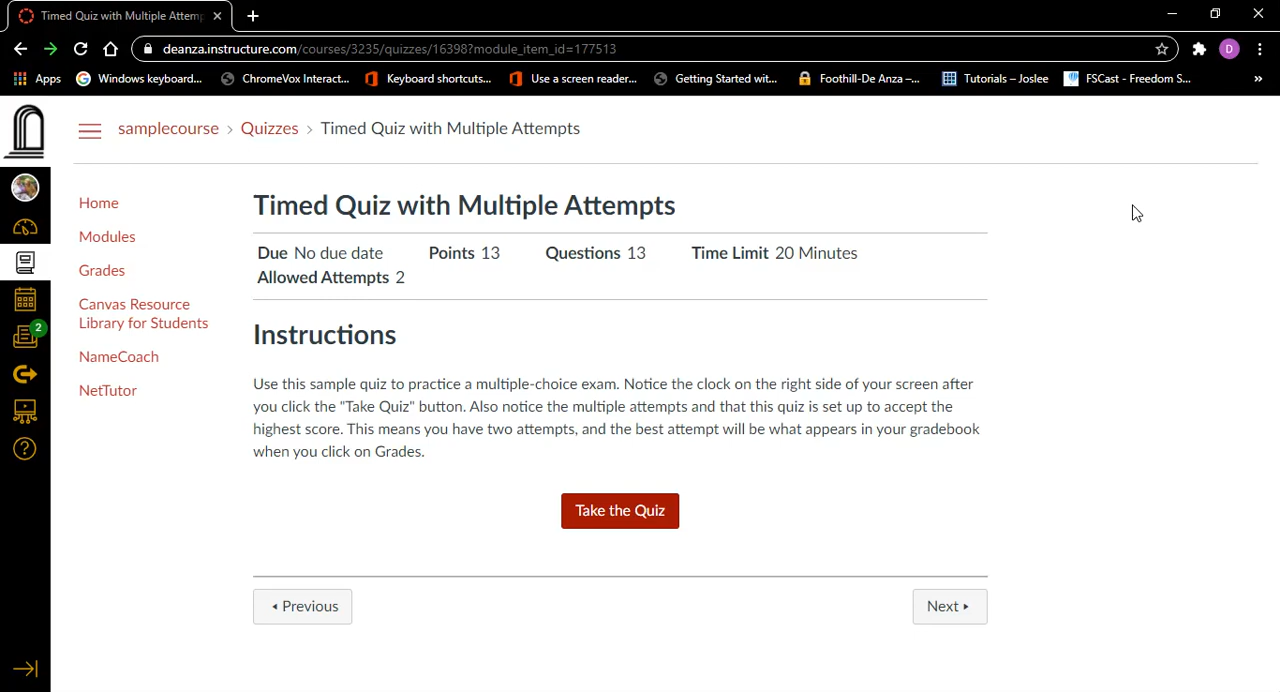 Timed Quiz with Multiple Attemp
deanza.instructure.com/courses/3235/quizzes/16398?module_item_id=177513
D
Apps Windows keyboard... ChromeVox Interact... Keyboard shortcuts... Use a screen reader... Getting Started wit... Foothill-De Anza –... Tutorials – Joslee FSCast - Freedom S... »
samplecourse › Quizzes › Timed Quiz with Multiple Attempts
Home
Modules
Grades
Canvas Resource
Library for Students
NameCoach
NetTutor
2
Timed Quiz with Multiple Attempts
Due No due date Points 13 Questions 13 Time Limit 20 Minutes
Allowed Attempts 2
Instructions
Use this sample quiz to practice a multiple-choice exam. Notice the clock on the right side of your screen after
you click the "Take Quiz" button. Also notice the multiple attempts and that this quiz is set up to accept the
highest score. This means you have two attempts, and the best attempt will be what appears in your gradebook
when you click on Grades.
Take the Quiz
◂ Previous
Next ▸